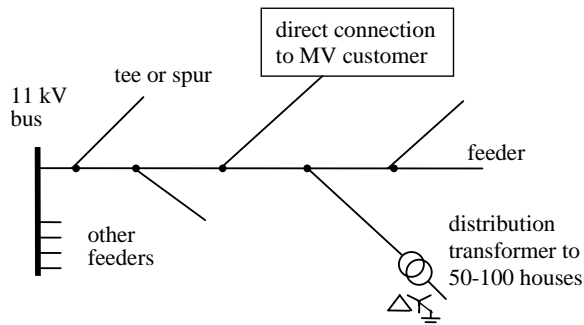 direct connection
to MV customer
tee or spur
11 kV
bus
feeder
other
feeders
distribution
transformer to
50-100 houses